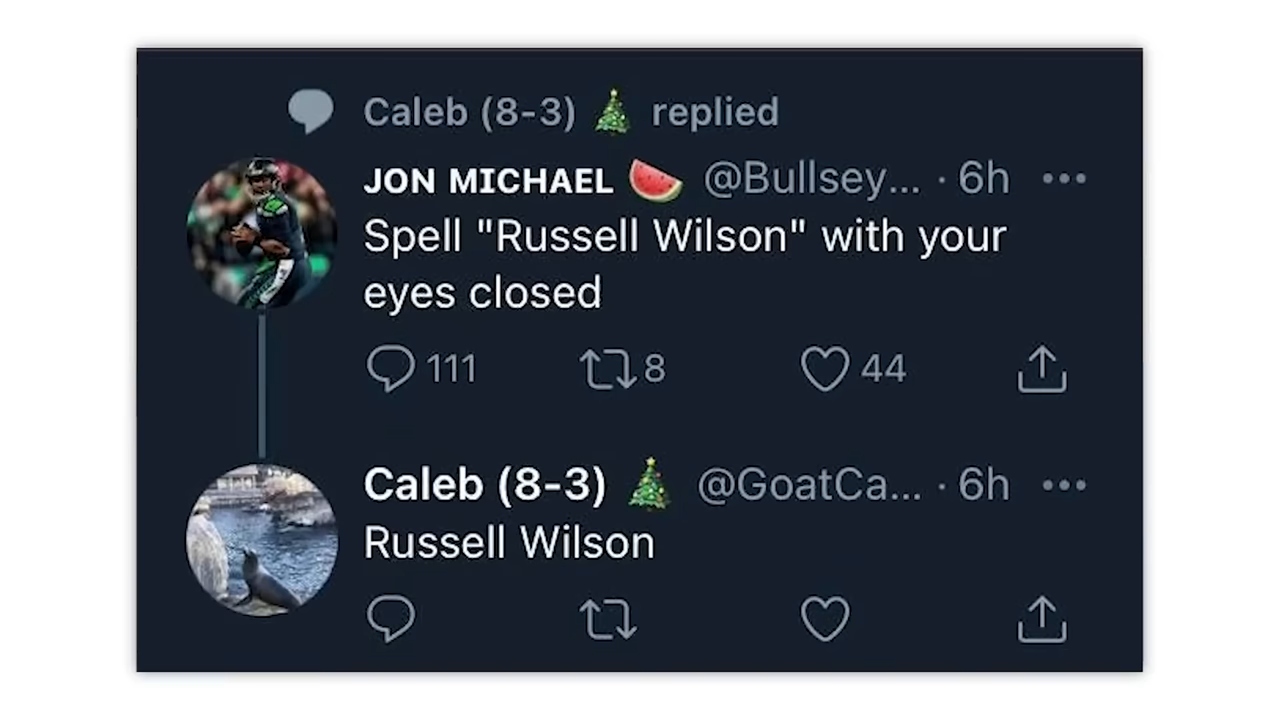 Caleb (8-3) 🎄 replied
JON MICHAEL 🍉 @Bullsey... · 6h
Spell "Russell Wilson" with your
eyes closed
111 8 44
Caleb (8-3) 🎄 @GoatCa... · 6h
Russell Wilson